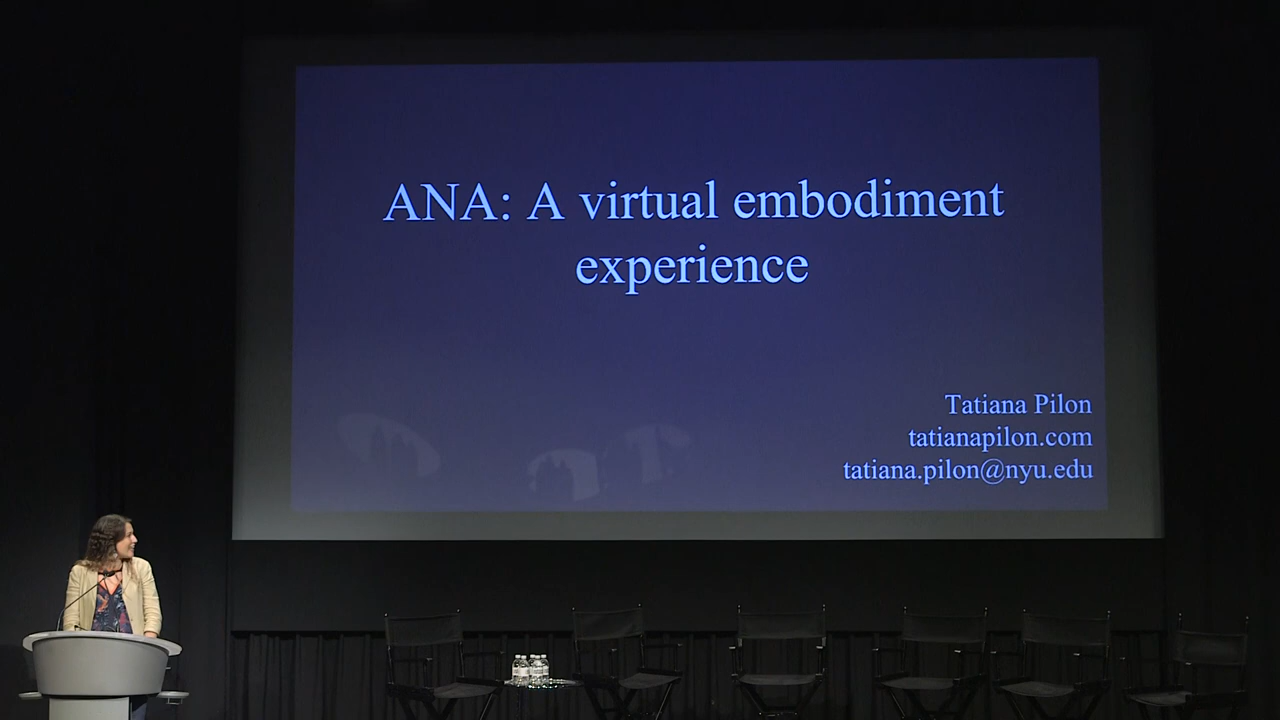 ANA: A virtual embodiment
experience
Tatiana Pilon
tatianapilon.com
tatiana.pilon@nyu.edu